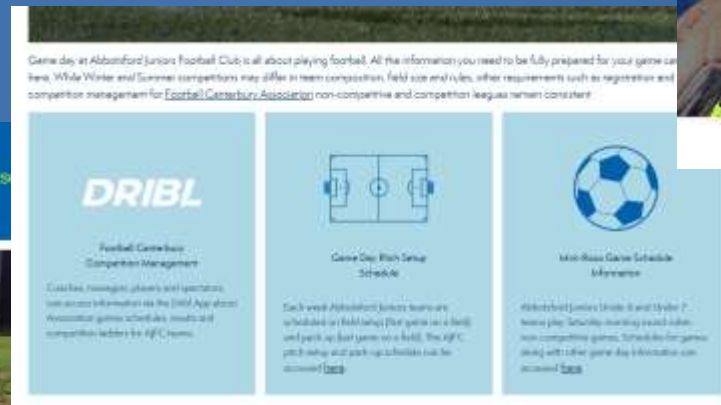 Game day at Abbotsford Juniors Football Club is all about playing football. All the information you need to be fully prepared for your game
here. While Winter and Summer competitions may differ in team composition, field size and rules, other requirements such as registration and
competition management for Football Canterbury Association non-competitive and competition leagues remain consistent
DRIBL
Football Canterbury
Competition Management
Coaches, managers, players and spectators
can access information via the Dribl App about
Association games schedules, results and
competition ladders for AJFC teams.
Game Day Pitch Setup
Schedule
Each week Abbotsford Juniors teams are
scheduled on field setup (first game on a field)
and pack up (last game on a field). The AJFC
pitch setup and pack-up schedule can be
accessed here.
Mini-Roos Game Schedule
Information
Abbotsford Juniors Under 6 and Under 7
teams play Saturday morning round robin
non competitive games. Schedules for games
along with other game day information can
accessed here.